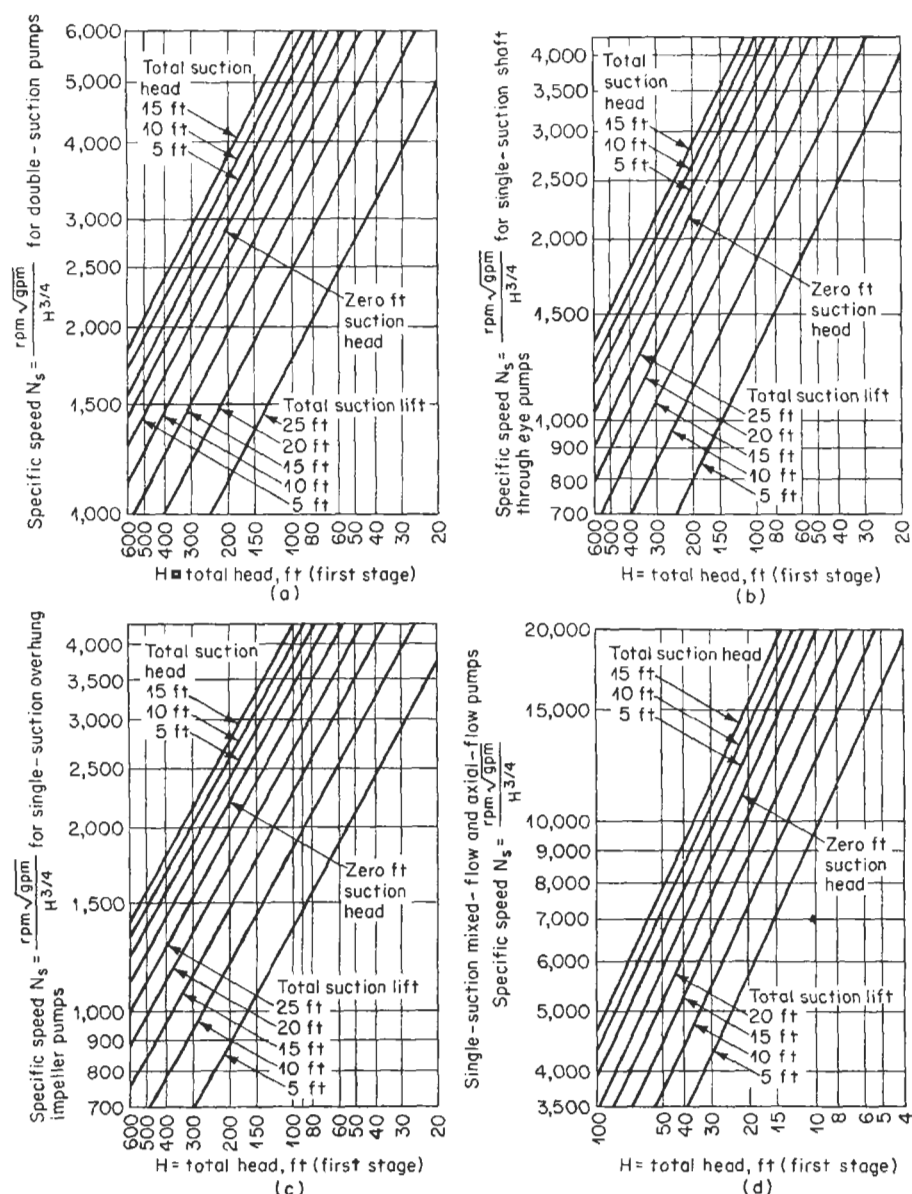 Specific speed Ns = rpm √gpm / H^3/4 for double-suction pumps
6,000
5,000
4,000
3,000
2,500
2,000
1,500
1,000
Total suction
head
15 ft
10 ft
5 ft
Zero ft
suction
head
Total suction lift
25 ft
20 ft
15 ft
10 ft
5 ft
600
500
400
300
200
150
100
80
60
40
30
20
H = total head, ft (first stage)
(a)
Specific speed Ns = rpm √gpm / H^3/4 for single-suction shaft
through eye pumps
4,000
3,500
3,000
2,500
2,000
1,500
1,000
900
800
700
Total
suction
head
15 ft
10 ft
5 ft
Zero ft
suction
head
Total suction lift
25 ft
20 ft
15 ft
10 ft
5 ft
600
500
400
300
200
150
100
80
60
40
30
20
H = total head, ft (first stage)
(b)
Specific speed Ns = rpm √gpm / H^3/4 for single-suction overhung
impeller pumps
4,000
3,500
3,000
2,500
2,000
1,500
1,000
900
800
700
Total suction
head
15 ft
10 ft
5 ft
Zero ft
suction
head
Total suction lift
25 ft
20 ft
15 ft
10 ft
5 ft
600
500
400
300
200
150
100
80
60
40
30
20
H = total head, ft (first stage)
(c)
Single-suction mixed-flow and axial-flow pumps
Specific speed Ns = rpm √gpm / H^3/4
20,000
15,000
10,000
9,000
8,000
7,000
6,000
5,000
4,000
3,500
Total suction head
15 ft
10 ft
5 ft
Zero ft
suction
head
Total suction lift
20 ft
15 ft
10 ft
5 ft
100
50
40
30
20
15
10
8
6
5
4
H = total head, ft (first stage)
(d)